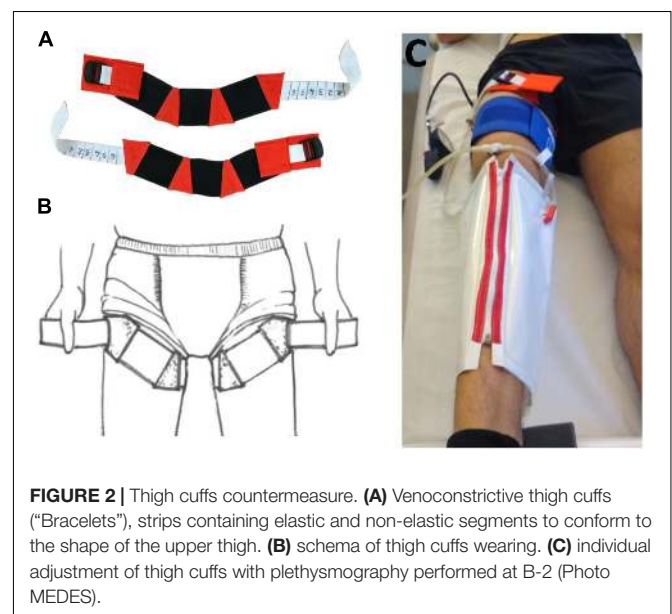 A
C
B
FIGURE 2 | Thigh cuffs countermeasure. (A) Venoconstrictive thigh cuffs
(“Bracelets”), strips containing elastic and non-elastic segments to conform to
the shape of the upper thigh. (B) schema of thigh cuffs wearing. (C) individual
adjustment of thigh cuffs with plethysmography performed at B-2 (Photo
MEDES).